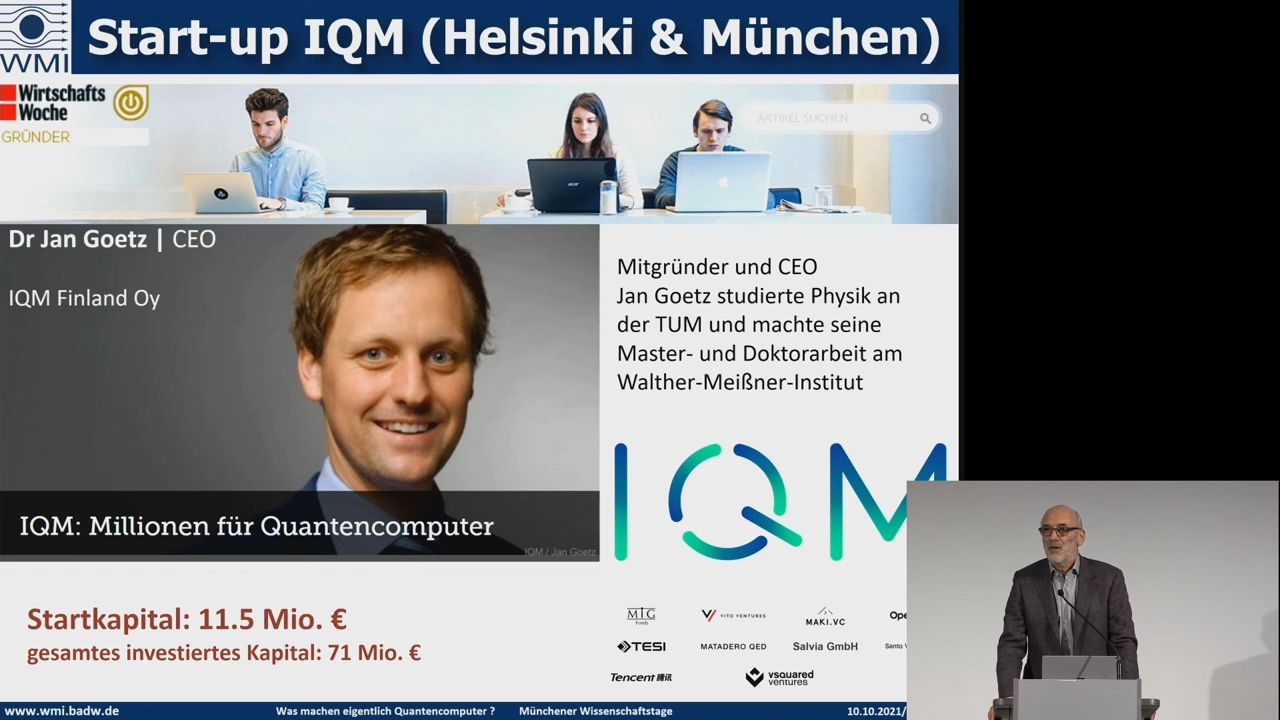 WMI
Start-up IQM (Helsinki & München)
Wirtschafts
Woche
GRÜNDER
ARTIKEL SUCHEN
acer
Dr Jan Goetz | CEO
IQM Finland Oy
Mitgründer und CEO
Jan Goetz studierte Physik an
der TUM und machte seine
Master- und Doktorarbeit am
Walther-Meißner-Institut
IQM: Millionen für Quantencomputer
IQM / Jan Goetz
IQM
Startkapital: 11.5 Mio. €
gesamtes investiertes Kapital: 71 Mio. €
MIG
Fonds
VITO VENTURES
MAKI.VC
TESI
MATADERO QED
Salvia GmbH
Tencent 腾讯
vsquared
ventures
www.wmi.badw.de
Was machen eigentlich Quantencomputer ?
Münchener Wissenschaftstage
10.10.2021/